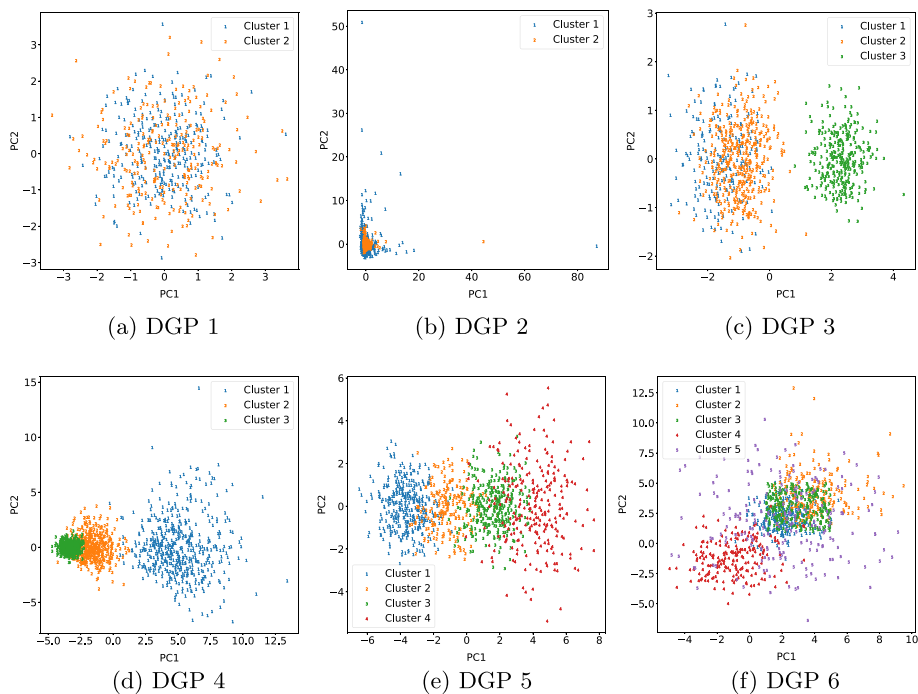 Cluster 1
Cluster 2
3
2
1
0
−1
−2
−3
PC2
−3
−2
−1
0
1
2
3
PC1
(a) DGP 1
Cluster 1
Cluster 2
50
40
30
20
10
0
PC2
0
20
40
60
80
PC1
(b) DGP 2
Cluster 1
Cluster 2
Cluster 3
3
2
1
0
−1
−2
PC2
−2
0
2
4
PC1
(c) DGP 3
Cluster 1
Cluster 2
Cluster 3
15
10
5
0
−5
PC2
−5.0
−2.5
0.0
2.5
5.0
7.5
10.0
12.5
PC1
(d) DGP 4
6
4
2
0
−2
−4
PC2
Cluster 1
Cluster 2
Cluster 3
Cluster 4
−6
−4
−2
0
2
4
6
8
PC1
(e) DGP 5
Cluster 1
Cluster 2
Cluster 3
Cluster 4
Cluster 5
12.5
10.0
7.5
5.0
2.5
0.0
−2.5
−5.0
PC2
−4
−2
0
2
4
6
8
10
PC1
(f) DGP 6